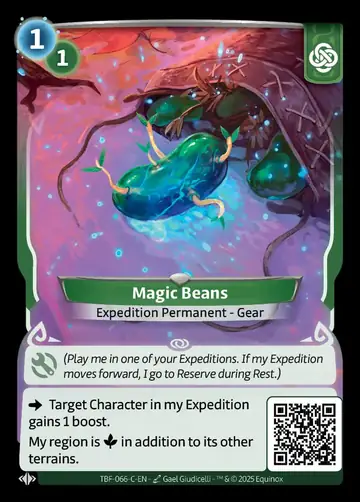 1
1
Magic Beans
Expedition Permanent - Gear
(Play me in one of your Expeditions. If my Expedition
moves forward, I go to Reserve during Rest.)
Target Character in my Expedition
gains 1 boost.
My region is in addition to its other
terrains.
TBF-066-C-EN - Gael Giudicelli - ™ & © 2025 Equinox